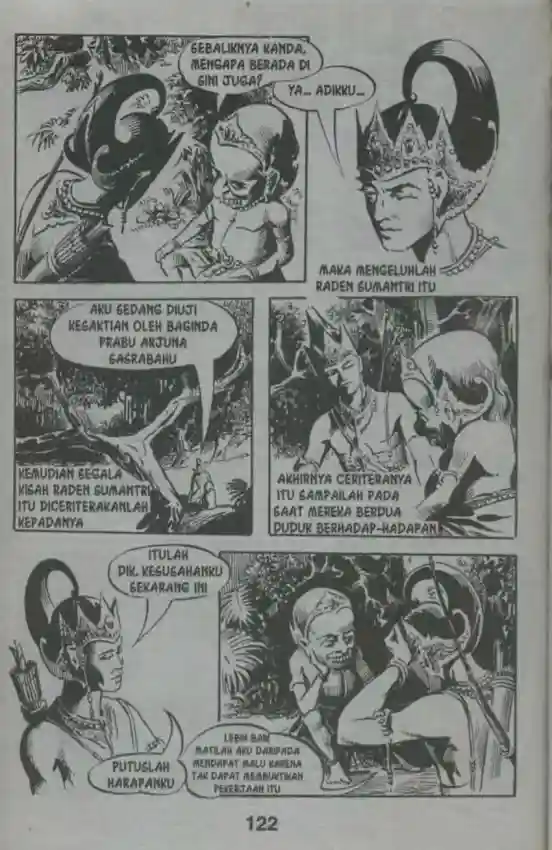 SEBALIKNYA KANDA,
MENGAPA BERADA DI
SINI JUGA?
YA... ADIKKU...
MAKA MENGELUHLAH
RADEN SUMANTRI ITU
AKU SEDANG DIUJI
KESAKTIAN OLEH BAGINDA
PRABU ARJUNA
SASRABAHU
KEMUDIAN SEGALA
KISAH RADEN SUMANTRI
ITU DICERITERAKANLAH
KEPADANYA
AKHIRNYA CERITERANYA
ITU SAMPAILAH PADA
SAAT MEREKA BERDUA
DUDUK BERHADAP-HADAPAN
ITULAH
DIK, KESUSAHANKU
SEKARANG INI
PUTUSLAH
HARAPANKU
LEBIH BAIK
MATILAH AKU DARIPADA
MENDAPAT MALU KARENA
TAK DAPAT MEMBUKTIKAN
PEKERJAAN ITU
122